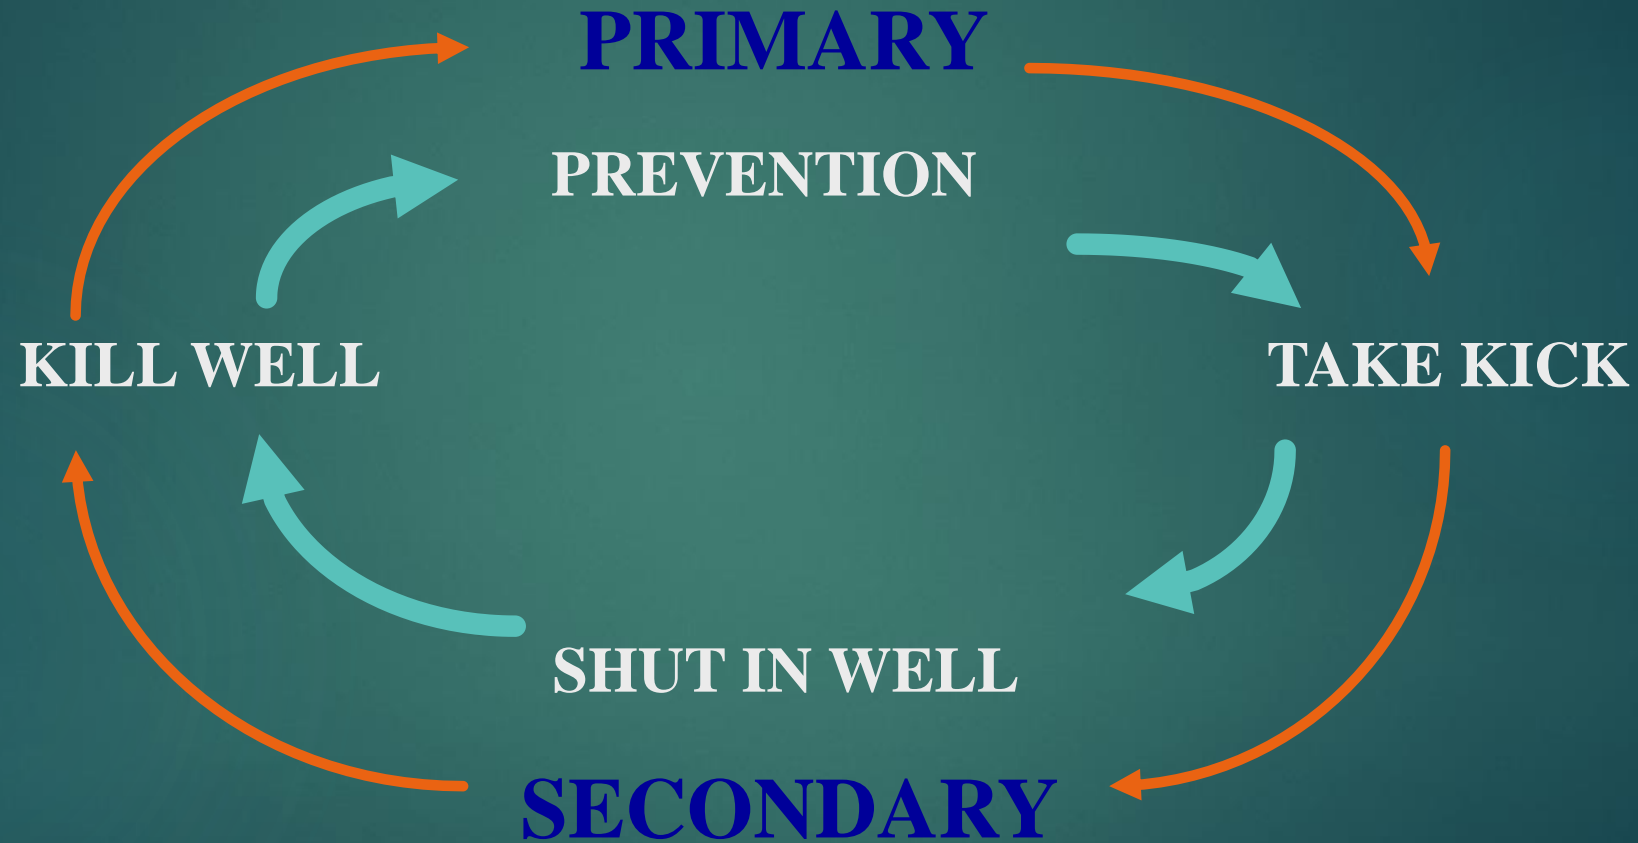 PRIMARY
PREVENTION
KILL WELL
TAKE KICK
SHUT IN WELL
SECONDARY